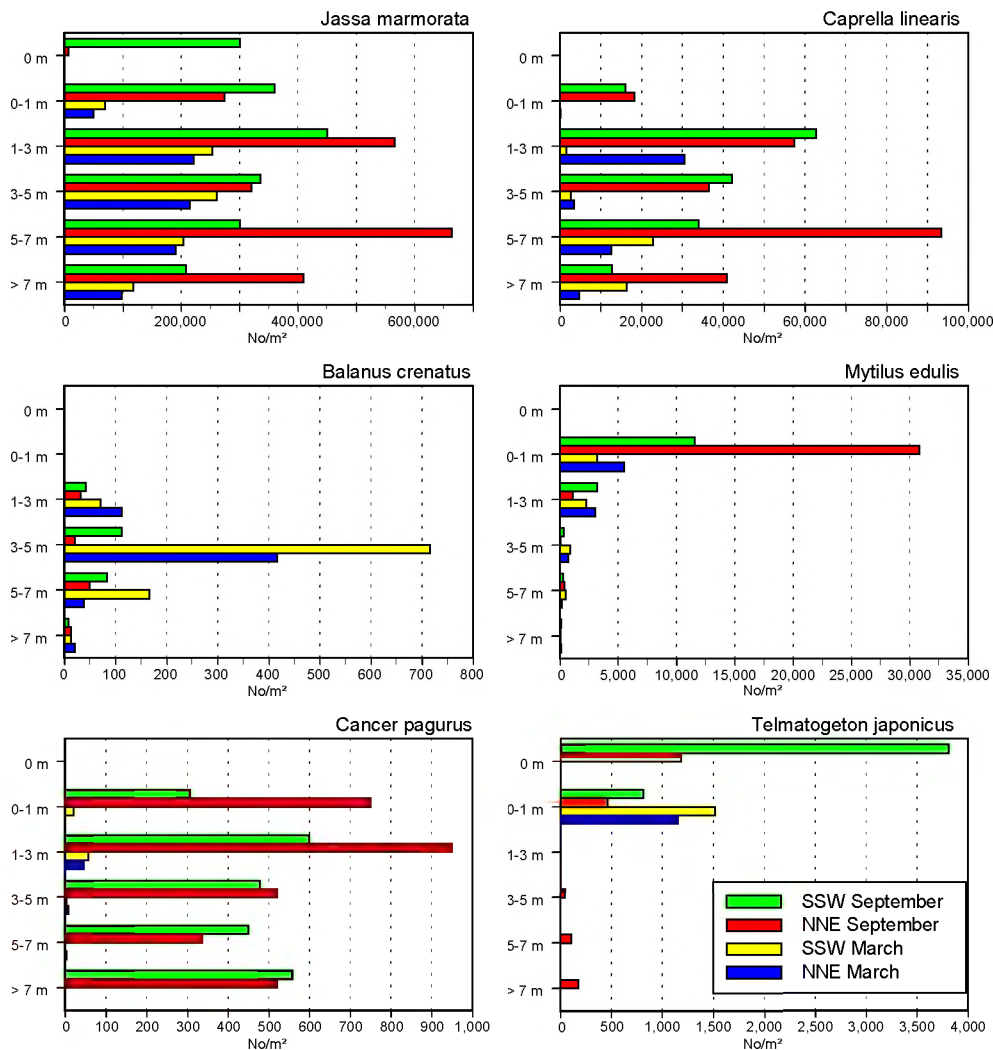 Jassa marmorata
0 m
0-1 m
1-3 m
3-5 m
5-7 m
> 7 m
0 200,000 400,000 600,000
No/m²
Caprella linearis
0 m
0-1 m
1-3 m
3-5 m
5-7 m
> 7 m
0 20,000 40,000 60,000 80,000 100,000
No/m²
Balanus crenatus
0 m
0-1 m
1-3 m
3-5 m
5-7 m
> 7 m
0 100 200 300 400 500 600 700 800
No/m²
Mytilus edulis
0 m
0-1 m
1-3 m
3-5 m
5-7 m
> 7 m
0 5,000 10,000 15,000 20,000 25,000 30,000 35,000
No/m²
Cancer pagurus
0 m
0-1 m
1-3 m
3-5 m
5-7 m
> 7 m
0 100 200 300 400 500 600 700 800 900 1,000
No/m²
Telmatogeton japonicus
0 m
0-1 m
1-3 m
3-5 m
5-7 m
> 7 m
SSW September
NNE September
SSW March
NNE March
0 500 1,000 1,500 2,000 2,500 3,000 3,500 4,000
No/m²